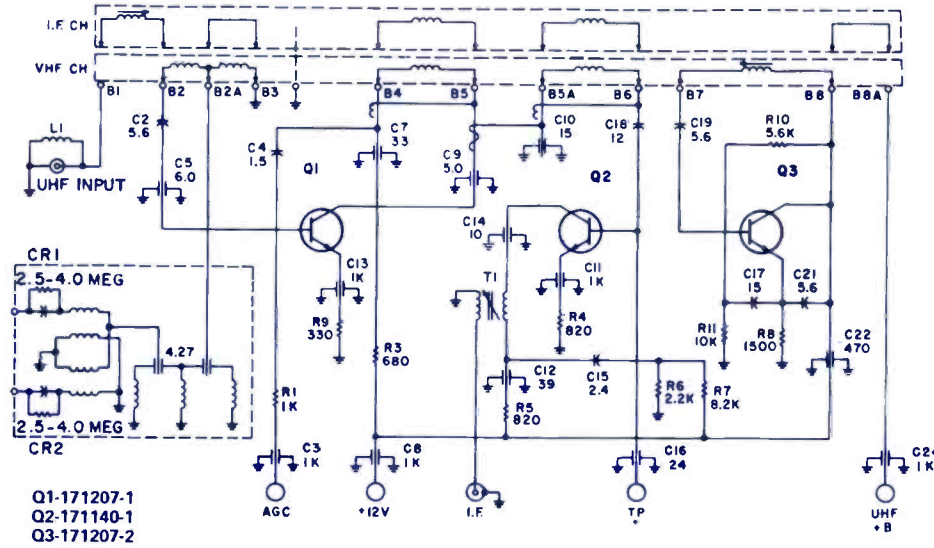 I.F. CH
VHF CH
B1 B2 B2A B3 B4 B5 B5A B6 B7 B8 B8A
L1
UHF INPUT
C2
5.6
C5
6.0
C4
1.5
Q1
C7
33
C9
5.0
C10
15
C18
12
Q2
C19
5.6
R10
5.6K
Q3
C14
10
C13
1K
C11
1K
T1
R9
330
R3
680
R4
820
C17
15
C21
5.6
R11
10K
R8
1500
C22
470
CR1
2.5-4.0 MEG
4.27
2.5-4.0 MEG
CR2
R1
1K
C12
39
C15
2.4
R6
2.2K
R7
8.2K
R5
820
C3
1K
C8
1K
C16
24
C24
1K
AGC
+12V
I.F.
TP
UHF
+B
Q1-171207-1
Q2-171140-1
Q3-171207-2